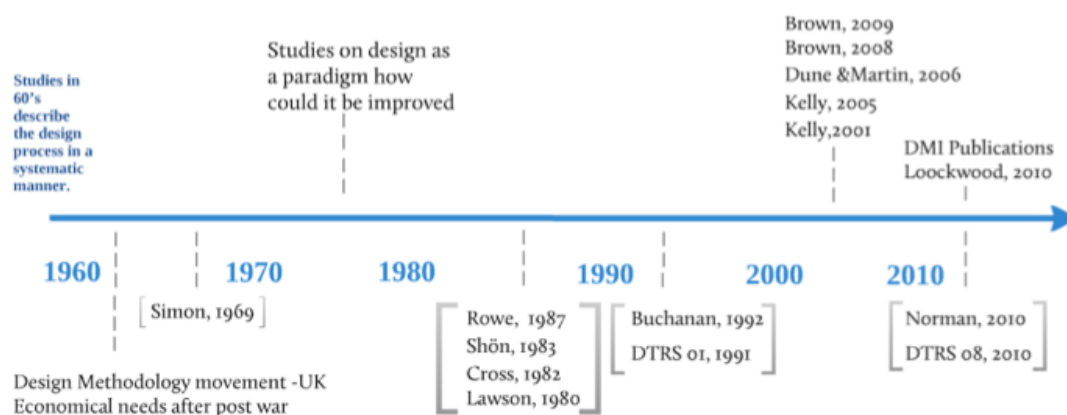 Studies in
60's
describe
the design
process in a
systematic
manner.
Studies on design as
a paradigm how
could it be improved
Brown, 2009
Brown, 2008
Dune &Martin, 2006
Kelly, 2005
Kelly,2001
DMI Publications
Loockwood, 2010
1960
1970
1980
1990
2000
2010
[Simon, 1969]
Rowe, 1987
Shön, 1983
Cross, 1982
Lawson, 1980
Buchanan, 1992
DTRS 01, 1991
Norman, 2010
DTRS 08, 2010
Design Methodology movement -UK
Economical needs after post war